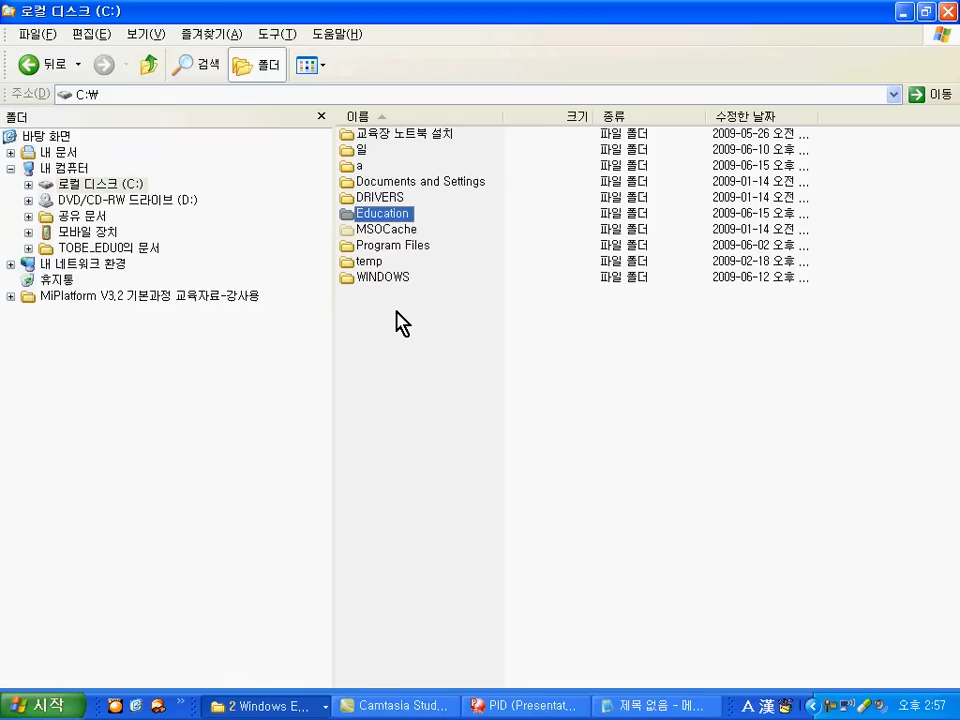 로컬 디스크 (C:)
파일(F) 편집(E) 보기(V) 즐겨찾기(A) 도구(T) 도움말(H)
뒤로 검색 폴더
주소(D) C:₩ 이동
폴더
바탕 화면
내 문서
내 컴퓨터
로컬 디스크 (C:)
DVD/CD-RW 드라이브 (D:)
공유 문서
모바일 장치
TOBE_EDU0의 문서
내 네트워크 환경
휴지통
MiPlatform V3.2 기본과정 교육자료-강사용
이름 크기 종류 수정한 날짜
교육장 노트북 설치 파일 폴더 2009-05-26 오전 ...
일 파일 폴더 2009-06-10 오후 ...
a 파일 폴더 2009-06-15 오후 ...
Documents and Settings 파일 폴더 2009-01-14 오전 ...
DRIVERS 파일 폴더 2009-01-14 오전 ...
Education 파일 폴더 2009-06-15 오후 ...
MSOCache 파일 폴더 2009-01-14 오후 ...
Program Files 파일 폴더 2009-06-02 오후 ...
temp 파일 폴더 2009-02-18 오후 ...
WINDOWS 파일 폴더 2009-06-12 오후 ...
시작 2 Windows E... Camtasia Stud... PID (Presentat... 제목 없음 - 메... A 漢 오후 2:57